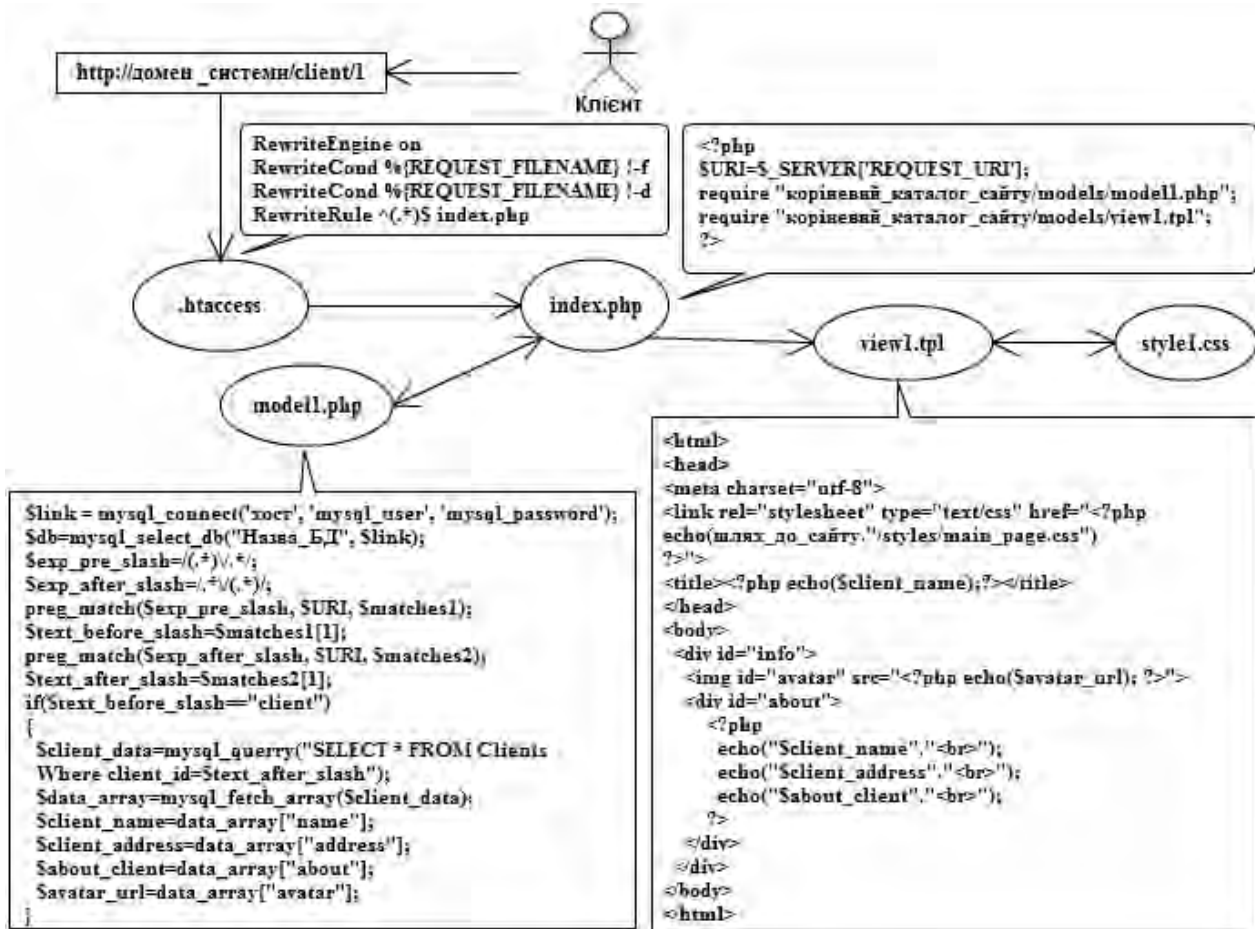 http://домен_системи/client/1
Клієнт
RewriteEngine on
RewriteCond %{REQUEST_FILENAME} !-f
RewriteCond %{REQUEST_FILENAME} !-d
RewriteRule ^(.*)$ index.php
<?php
$URI=$_SERVER['REQUEST_URI'];
require "коріневий_каталог_сайту/models/model1.php";
require "коріневий_каталог_сайту/models/view1.tpl";
?>
.htaccess
index.php
view1.tpl
style1.css
model1.php
$link = mysql_connect('хост', 'mysql_user', 'mysql_password');
$db=mysql_select_db("Назва_БД", $link);
$exp_pre_slash=/(.*)\/.*/;
$exp_after_slash=/.*\/(.*)/;
preg_match($exp_pre_slash, $URI, $matches1);
$text_before_slash=$matches1[1];
preg_match($exp_after_slash, $URI, $matches2);
$text_after_slash=$matches2[1];
if($text_before_slash=="client")
{
$client_data=mysql_querry("SELECT * FROM Clients
Where client_id=$text_after_slash");
$data_array=mysql_fetch_array($client_data);
$client_name=data_array["name"];
$client_address=data_array["address"];
$about_client=data_array["about"];
$avatar_url=data_array["avatar"];
}
<html>
<head>
<meta charset="utf-8">
<link rel="stylesheet" type="text/css" href="<?php
echo(шлях_до_сайту."/styles/main_page.css")
?>">
<title><?php echo($client_name);?></title>
</head>
<body>
<div id="info">
<img id="avatar" src="<?php echo($avatar_url); ?>">
<div id="about">
<?php
echo("$client_name"."<br>");
echo("$client_address"."<br>");
echo("$about_client"."<br>");
?>
</div>
</div>
</body>
</html>